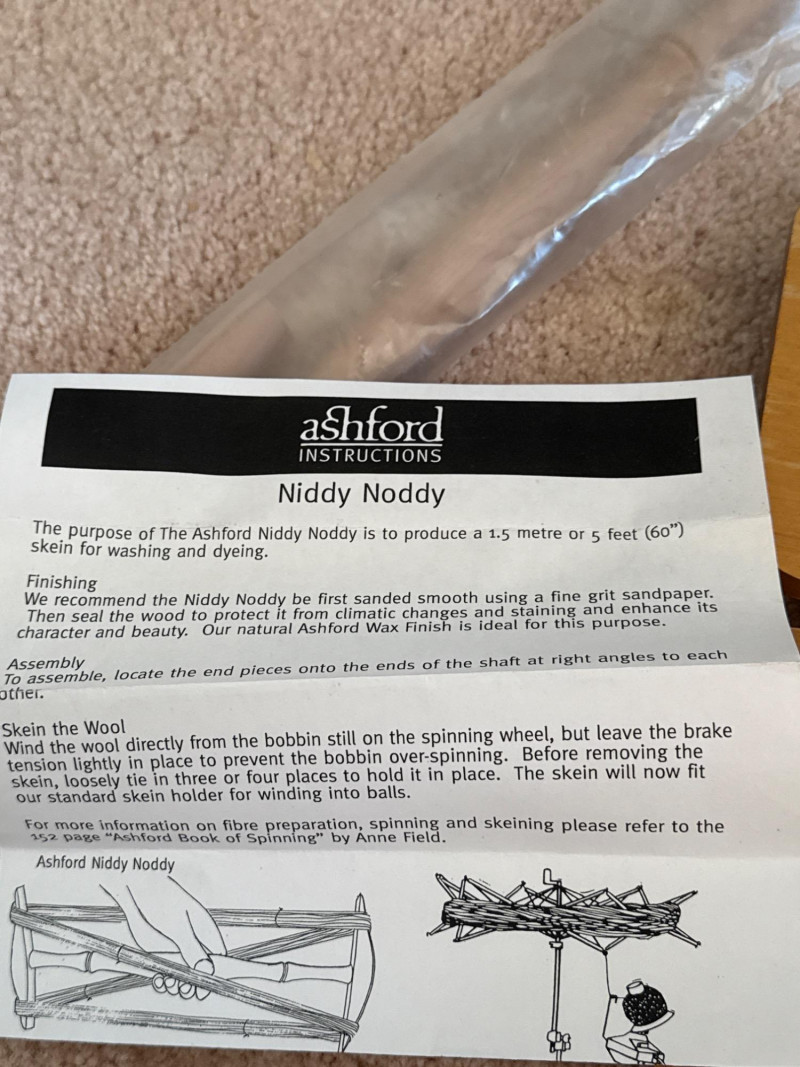 ashford
INSTRUCTIONS
Niddy Noddy
The purpose of The Ashford Niddy Noddy is to produce a 1.5 metre or 5 feet (60”)
skein for washing and dyeing.
Finishing
We recommend the Niddy Noddy be first sanded smooth using a fine grit sandpaper.
Then seal the wood to protect it from climatic changes and staining and enhance its
character and beauty. Our natural Ashford Wax Finish is ideal for this purpose.
Assembly
To assemble, locate the end pieces onto the ends of the shaft at right angles to each
other.
Skein the Wool
Wind the wool directly from the bobbin still on the spinning wheel, but leave the brake
tension lightly in place to prevent the bobbin over-spinning. Before removing the
skein, loosely tie in three or four places to hold it in place. The skein will now fit
our standard skein holder for winding into balls.
For more information on fibre preparation, spinning and skeining please refer to the
152 page “Ashford Book of Spinning” by Anne Field.
Ashford Niddy Noddy